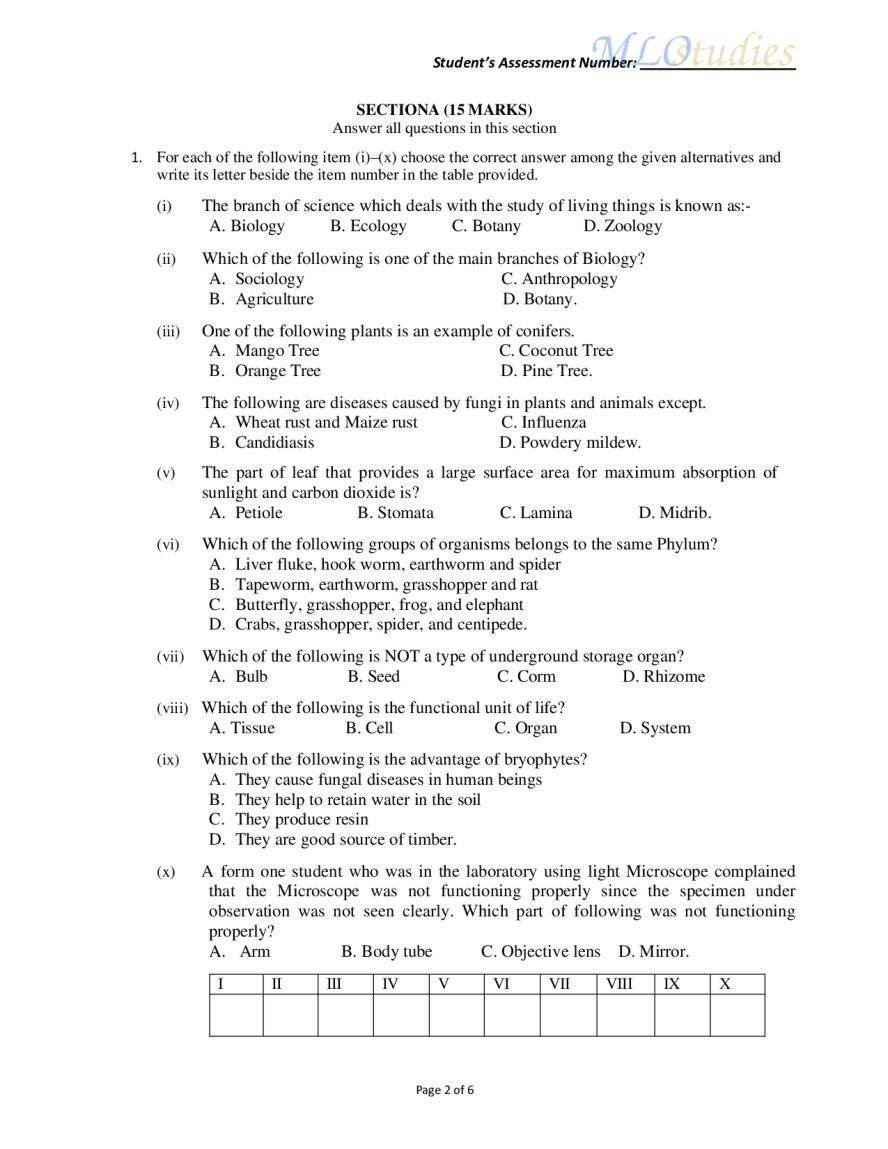 MLOstudies
Student's Assessment Number:
SECTIONA (15 MARKS)
Answer all questions in this section
1. For each of the following item (i)–(x) choose the correct answer among the given alternatives and
write its letter beside the item number in the table provided.
(i) The branch of science which deals with the study of living things is known as:-
A. Biology B. Ecology C. Botany D. Zoology
(ii) Which of the following is one of the main branches of Biology?
A. Sociology C. Anthropology
B. Agriculture D. Botany.
(iii) One of the following plants is an example of conifers.
A. Mango Tree C. Coconut Tree
B. Orange Tree D. Pine Tree.
(iv) The following are diseases caused by fungi in plants and animals except.
A. Wheat rust and Maize rust C. Influenza
B. Candidiasis D. Powdery mildew.
(v) The part of leaf that provides a large surface area for maximum absorption of
sunlight and carbon dioxide is?
A. Petiole B. Stomata C. Lamina D. Midrib.
(vi) Which of the following groups of organisms belongs to the same Phylum?
A. Liver fluke, hook worm, earthworm and spider
B. Tapeworm, earthworm, grasshopper and rat
C. Butterfly, grasshopper, frog, and elephant
D. Crabs, grasshopper, spider, and centipede.
(vii) Which of the following is NOT a type of underground storage organ?
A. Bulb B. Seed C. Corm D. Rhizome
(viii) Which of the following is the functional unit of life?
A. Tissue B. Cell C. Organ D. System
(ix) Which of the following is the advantage of bryophytes?
A. They cause fungal diseases in human beings
B. They help to retain water in the soil
C. They produce resin
D. They are good source of timber.
(x) A form one student who was in the laboratory using light Microscope complained
that the Microscope was not functioning properly since the specimen under
observation was not seen clearly. Which part of following was not functioning
properly?
A. Arm B. Body tube C. Objective lens D. Mirror.
I II III IV V VI VII VIII IX X
Page 2 of 6